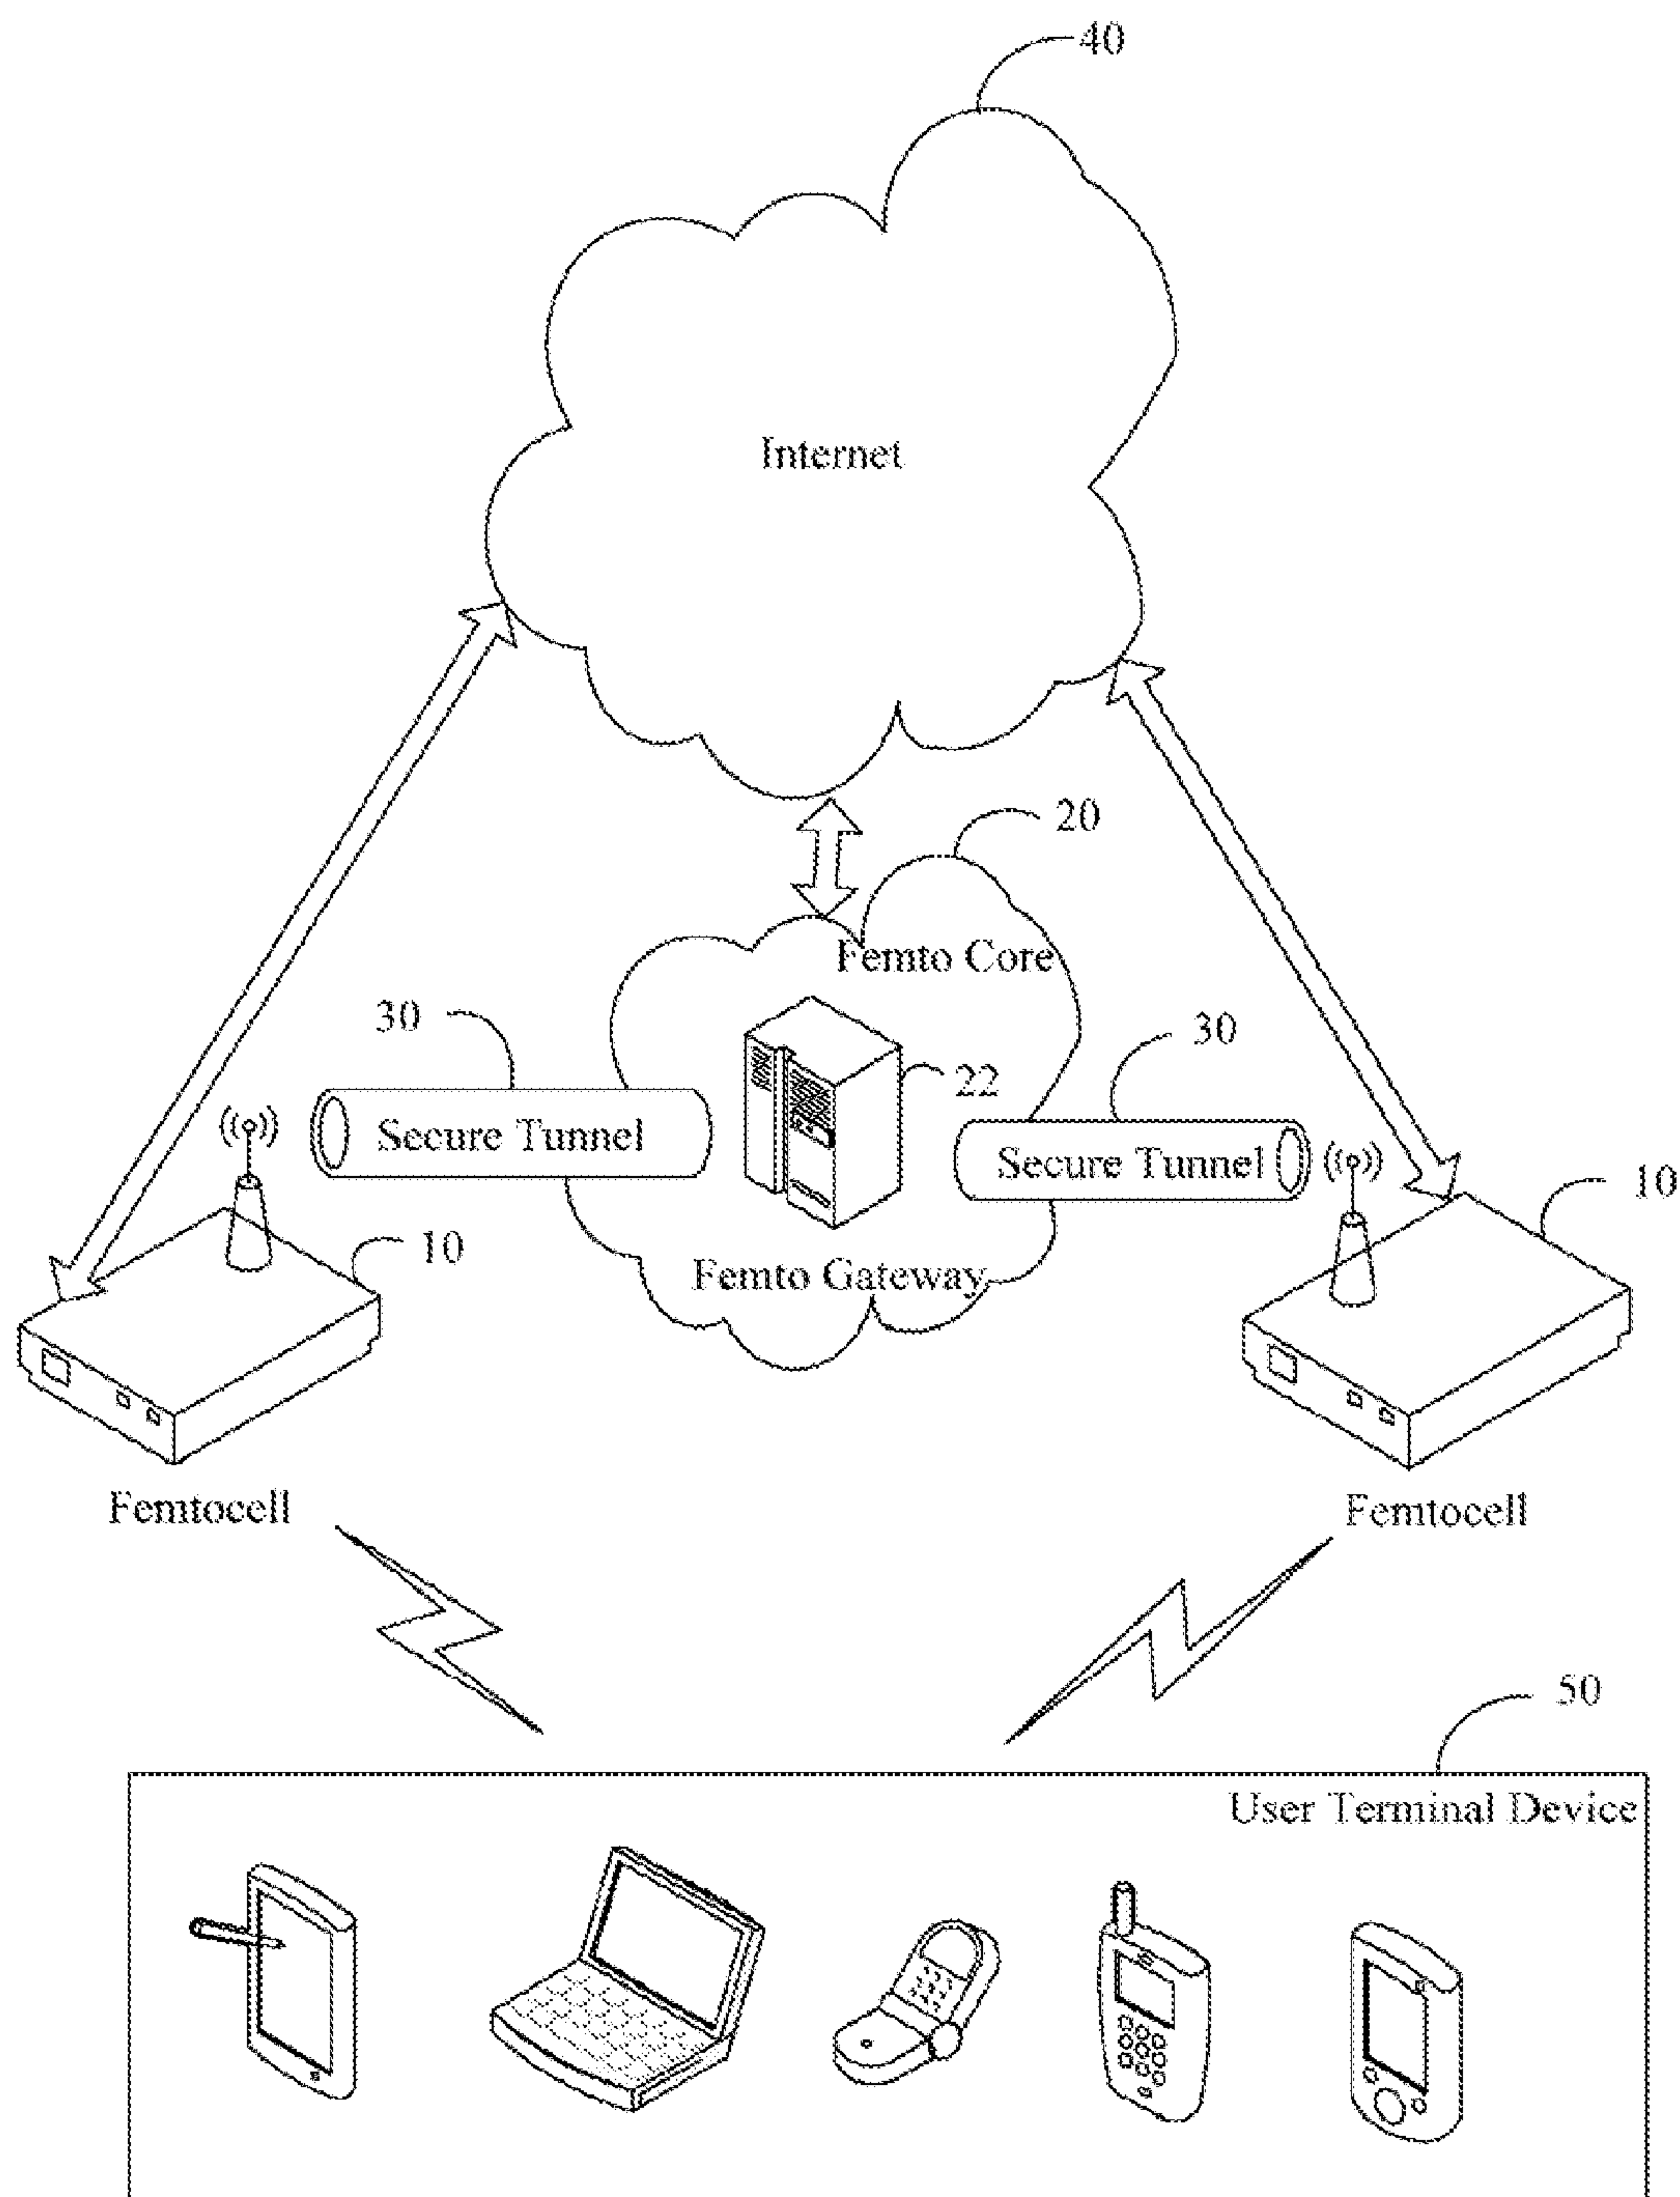 40
Internet
20
Femto Core
30
22
30
Secure Tunnel
Secure Tunnel
10
10
Femto Gateway
Femtocell
Femtocell
50
User Terminal Device